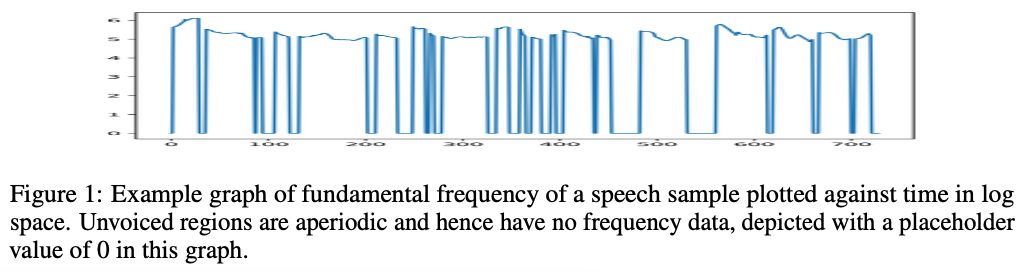 6
5
4
3
2
1
0
0 100 200 300 400 500 600 700
Figure 1: Example graph of fundamental frequency of a speech sample plotted against time in log
space. Unvoiced regions are aperiodic and hence have no frequency data, depicted with a placeholder
value of 0 in this graph.